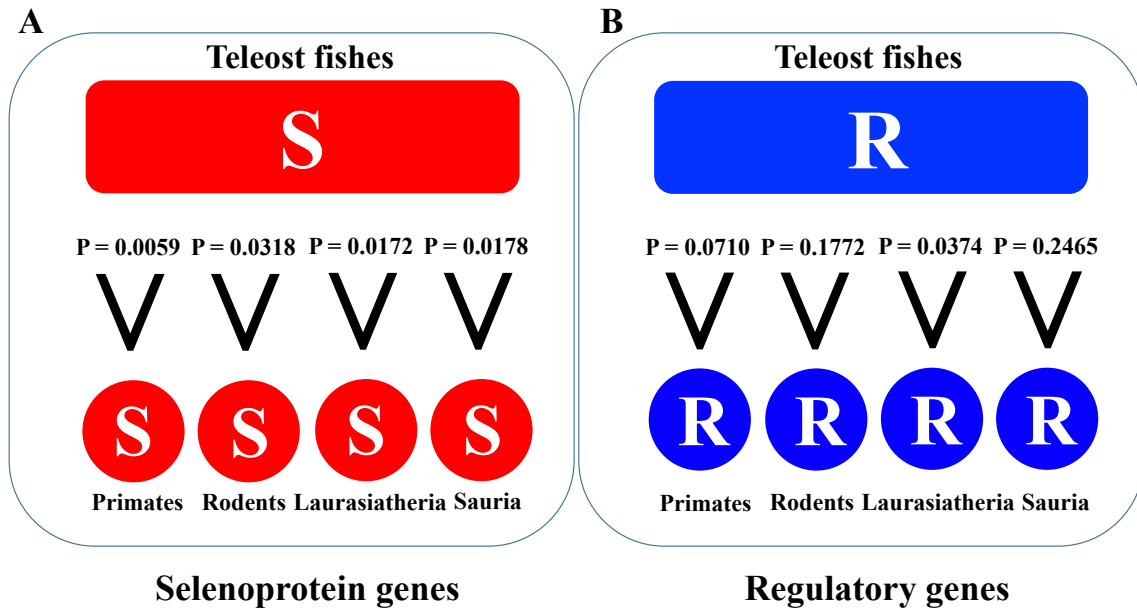 A
Teleost fishes
S
P = 0.0059 P = 0.0318 P = 0.0172 P = 0.0178
S S S S
Primates Rodents Laurasiatheria Sauria
Selenoprotein genes
B
Teleost fishes
R
P = 0.0710 P = 0.1772 P = 0.0374 P = 0.2465
R R R R
Primates Rodents Laurasiatheria Sauria
Regulatory genes